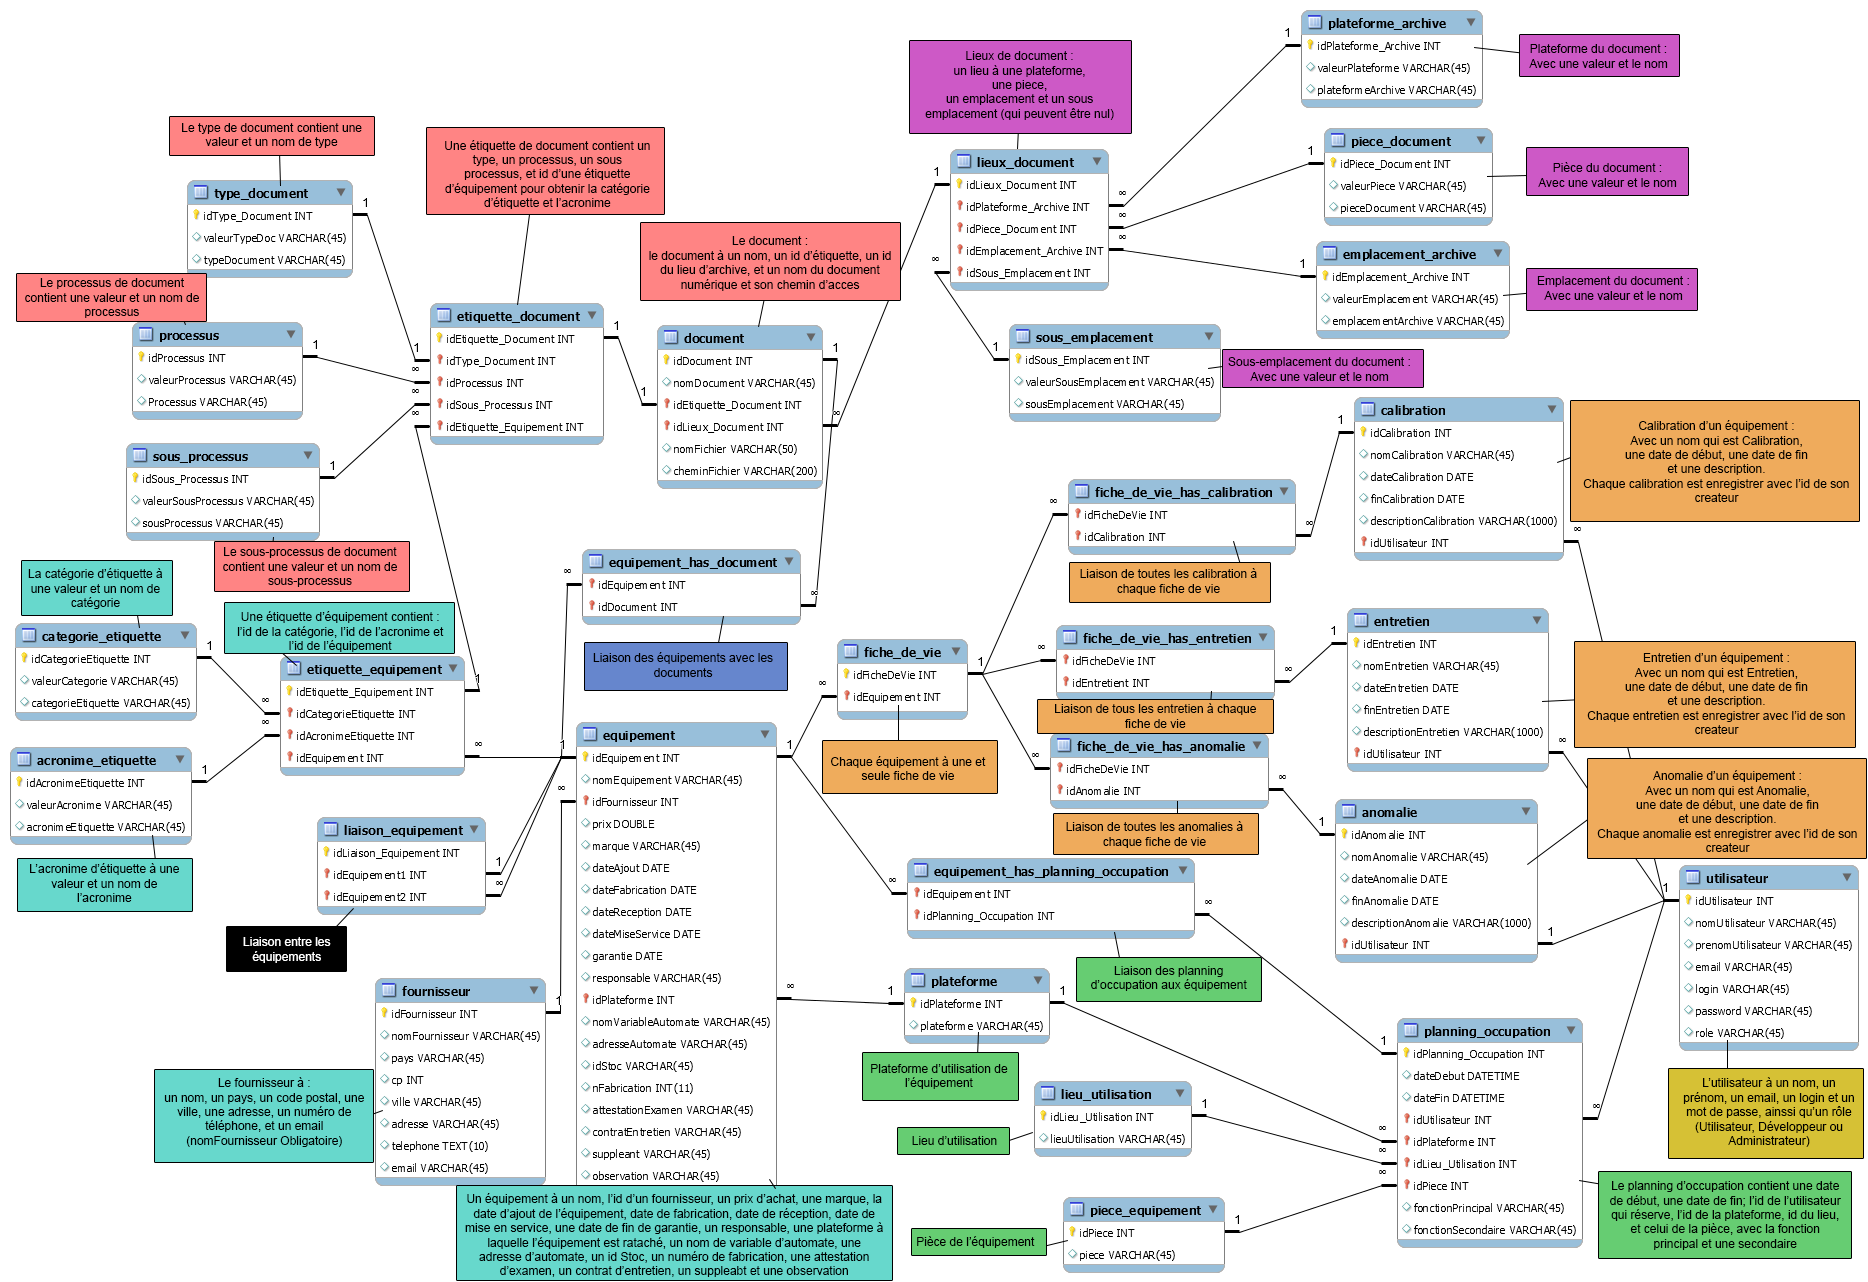 plateforme_archive
idPlateforme_Archive INT
valeurPlateforme VARCHAR(45)
plateformeArchive VARCHAR(45)
Plateforme du document :
Avec une valeur et le nom
Lieux de document :
un lieu à une plateforme,
une piece,
un emplacement et un sous
emplacement (qui peuvent être nul)
piece_document
idPiece_Document INT
valeurPiece VARCHAR(45)
pieceDocument VARCHAR(45)
Pièce du document :
Avec une valeur et le nom
lieux_document
idLieux_Document INT
idPlateforme_Archive INT
idPiece_Document INT
idEmplacement_Archive INT
idSous_Emplacement INT
emplacement_archive
idEmplacement_Archive INT
valeurEmplacement VARCHAR(45)
emplacementArchive VARCHAR(45)
Emplacement du document :
Avec une valeur et le nom
sous_emplacement
idSous_Emplacement INT
valeurSousEmplacement VARCHAR(45)
sousEmplacement VARCHAR(45)
Sous-emplacement du document :
Avec une valeur et le nom
Le type de document contient une
valeur et un nom de type
type_document
idType_Document INT
valeurTypeDoc VARCHAR(45)
typeDocument VARCHAR(45)
Une étiquette de document contient un
type, un processus, un sous
processus, et id d'une étiquette
d'équipement pour obtenir la catégorie
d'étiquette et l'acronime
Le document :
le document à un nom, un id d'étiquette, un id
du lieu d'archive, et un nom du document
numérique et son chemin d'acces
Le processus de document
contient une valeur et un nom de
processus
processus
idProcessus INT
valeurProcessus VARCHAR(45)
Processus VARCHAR(45)
etiquette_document
idEtiquette_Document INT
idType_Document INT
idProcessus INT
idSous_Processus INT
idEtiquette_Equipement INT
document
idDocument INT
nomDocument VARCHAR(45)
idEtiquette_Document INT
idLieux_Document INT
nomFichier VARCHAR(50)
cheminFichier VARCHAR(200)
sous_processus
idSous_Processus INT
valeurSousProcessus VARCHAR(45)
sousProcessus VARCHAR(45)
Le sous-processus de document
contient une valeur et un nom de
sous-processus
La catégorie d'étiquette à
une valeur et un nom de
catégorie
categorie_etiquette
idCategorieEtiquette INT
valeurCategorie VARCHAR(45)
categorieEtiquette VARCHAR(45)
Une étiquette d'équipement contient :
l'id de la catégorie, l'id de l'acronime et
l'id de l'équipement
etiquette_equipement
idEtiquette_Equipement INT
idCategorieEtiquette INT
idAcronimeEtiquette INT
idEquipement INT
acronime_etiquette
idAcronimeEtiquette INT
valeurAcronime VARCHAR(45)
acronimeEtiquette VARCHAR(45)
L'acronime d'étiquette à une
valeur et un nom de
l'acronime
equipement_has_document
idEquipement INT
idDocument INT
Liaison des équipements avec les
documents
liaison_equipement
idLiaison_Equipement INT
idEquipement1 INT
idEquipement2 INT
Liaison entre les
équipements
fournisseur
idFournisseur INT
nomFournisseur VARCHAR(45)
pays VARCHAR(45)
cp INT
ville VARCHAR(45)
adresse VARCHAR(45)
telephone TEXT(10)
email VARCHAR(45)
Le fournisseur à :
un nom, un pays, un code postal, une
ville, une adresse, un numéro de
téléphone, et un email
(nomFournisseur Obligatoire)
equipement
idEquipement INT
nomEquipement VARCHAR(45)
idFournisseur INT
prix DOUBLE
marque VARCHAR(45)
dateAjout DATE
dateFabrication DATE
dateReception DATE
dateMiseService DATE
garantie DATE
responsable VARCHAR(45)
idPlateforme INT
nomVariableAutomate VARCHAR(45)
adresseAutomate VARCHAR(45)
idStoc VARCHAR(45)
nFabrication INT(11)
attestationExamen VARCHAR(45)
contratEntretien VARCHAR(45)
suppleant VARCHAR(45)
observation VARCHAR(45)
Un équipement à un nom, l'id d'un fournisseur, un prix d'achat, une marque, la
date d'ajout de l'équipement, date de fabrication, date de réception, date de
mise en service, une date de fin de garantie, un responsable, une plateforme à
laquelle l'équipement est rataché, un nom de variable d'automate, une
adresse d'automate, un id Stoc, un numéro de fabrication, une attestation
d'examen, un contrat d'entretien, un suppleabt et une observation
fiche_de_vie
idFicheDeVie INT
idEquipement INT
Chaque équipement à une et
seule fiche de vie
fiche_de_vie_has_calibration
idFicheDeVie INT
idCalibration INT
Liaison de toutes les calibration à
chaque fiche de vie
fiche_de_vie_has_entretien
idFicheDeVie INT
idEntretient INT
Liaison de tous les entretien à chaque
fiche de vie
fiche_de_vie_has_anomalie
idFicheDeVie INT
idAnomalie INT
Liaison de toutes les anomalies à
chaque fiche de vie
calibration
idCalibration INT
nomCalibration VARCHAR(45)
dateCalibration DATE
finCalibration DATE
descriptionCalibration VARCHAR(1000)
idUtilisateur INT
Calibration d'un équipement :
Avec un nom qui est Calibration,
une date de début, une date de fin
et une description.
Chaque calibration est enregistrer avec l'id de son
createur
entretien
idEntretien INT
nomEntretien VARCHAR(45)
dateEntretien DATE
finEntretien DATE
descriptionEntretien VARCHAR(1000)
idUtilisateur INT
Entretien d'un équipement :
Avec un nom qui est Entretien,
une date de début, une date de fin
et une description.
Chaque entretien est enregistrer avec l'id de son
createur
anomalie
idAnomalie INT
nomAnomalie VARCHAR(45)
dateAnomalie DATE
finAnomalie DATE
descriptionAnomalie VARCHAR(1000)
idUtilisateur INT
Anomalie d'un équipement :
Avec un nom qui est Anomalie,
une date de début, une date de fin
et une description.
Chaque anomalie est enregistrer avec l'id de son
createur
equipement_has_planning_occupation
idEquipement INT
idPlanning_Occupation INT
Liaison des planning
d'occupation aux équipement
plateforme
idPlateforme INT
plateforme VARCHAR(45)
Plateforme d'utilisation de
l'équipement
lieu_utilisation
idLieu_Utilisation INT
lieuUtilisation VARCHAR(45)
Lieu d'utilisation
piece_equipement
idPiece INT
piece VARCHAR(45)
Pièce de l'équipement
utilisateur
idUtilisateur INT
nomUtilisateur VARCHAR(45)
prenomUtilisateur VARCHAR(45)
email VARCHAR(45)
login VARCHAR(45)
password VARCHAR(45)
role VARCHAR(45)
L'utilisateur à un nom, un
prénom, un email, un login et un
mot de passe, ainssi qu'un rôle
(Utilisateur, Développeur ou
Administrateur)
planning_occupation
idPlanning_Occupation INT
dateDebut DATETIME
dateFin DATETIME
idUtilisateur INT
idPlateforme INT
idLieu_Utilisation INT
idPiece INT
fonctionPrincipal VARCHAR(45)
fonctionSecondaire VARCHAR(45)
Le planning d'occupation contient une date
de début, une date de fin; l'id de l'utilisateur
qui réserve, l'id de la plateforme, id du lieu,
et celui de la pièce, avec la fonction
principal et une secondaire